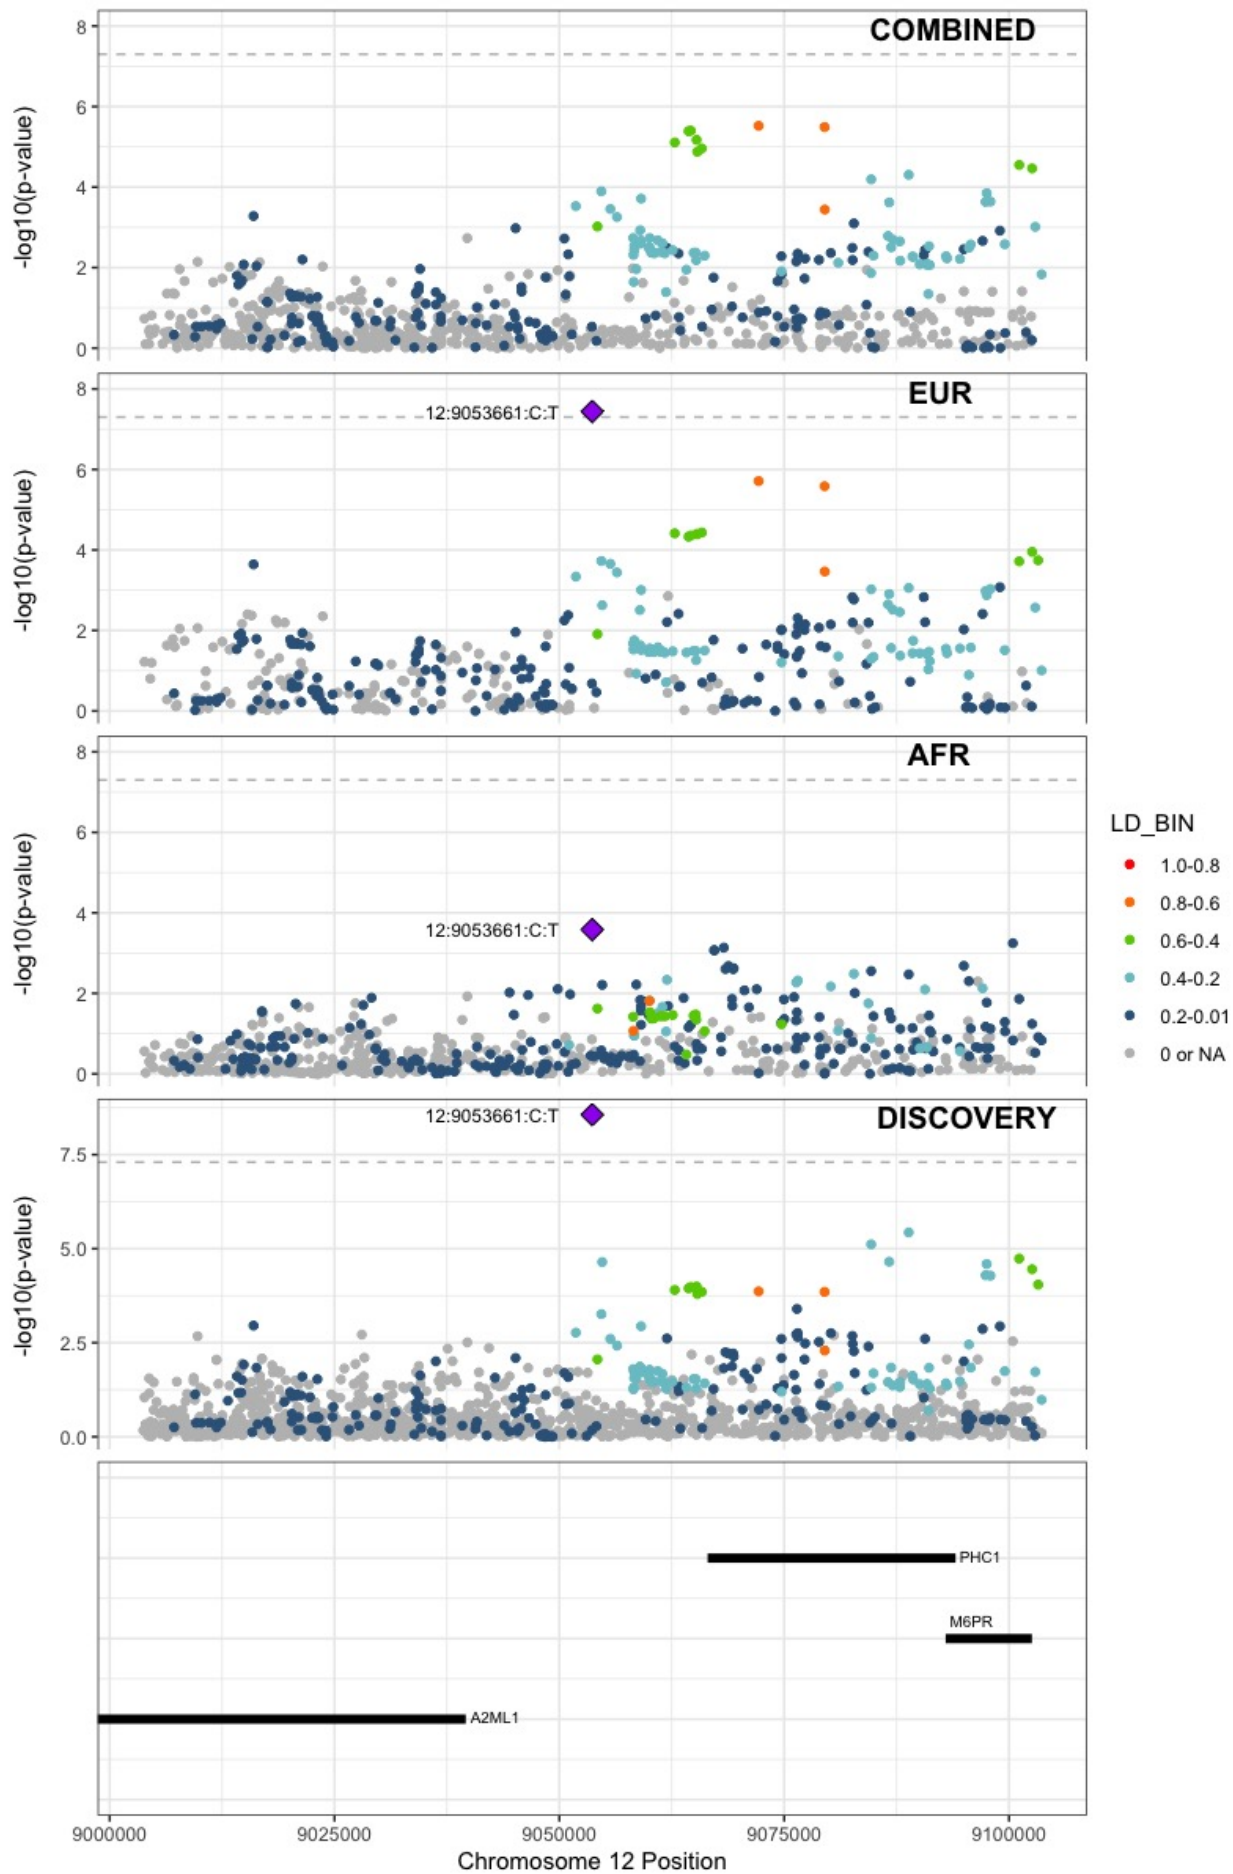 COMBINED
8
6
4
2
0
-log10(p-value)
EUR
8
12:9053661:C:T
6
4
2
0
-log10(p-value)
AFR
8
6
4
12:9053661:C:T
2
0
-log10(p-value)
LD_BIN
1.0-0.8
0.8-0.6
0.6-0.4
0.4-0.2
0.2-0.01
0 or NA
DISCOVERY
12:9053661:C:T
7.5
5.0
2.5
0.0
-log10(p-value)
PHC1
M6PR
A2ML1
9000000 9025000 9050000 9075000 9100000
Chromosome 12 Position